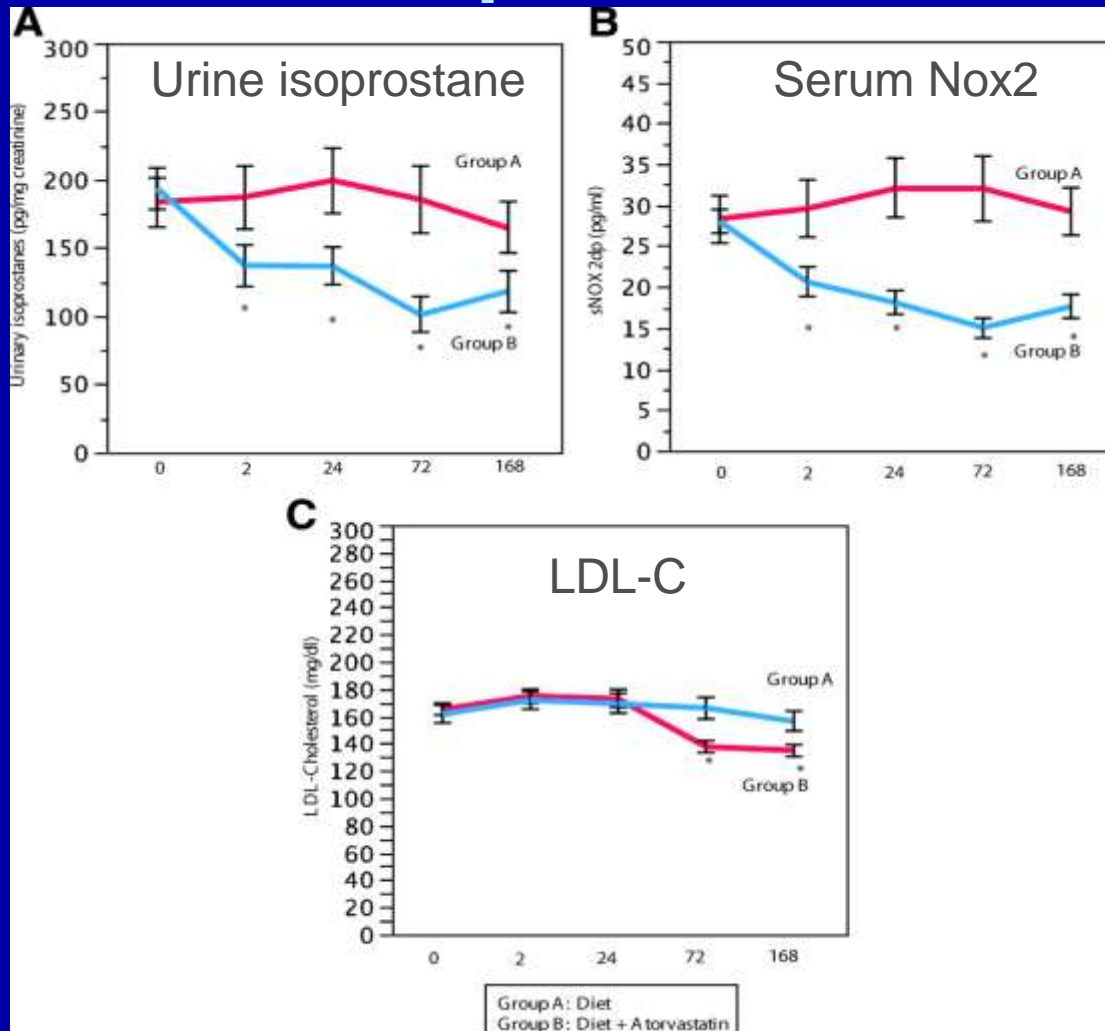 A
Urine isoprostane
Urinary isoprostanes (pg/mg creatinine)
300
250
200
150
100
50
0
Group A
Group B
*
*
*
*
0 2 24 72 168
B
Serum Nox2
sNOX2dp (pg/ml)
50
45
40
35
30
25
20
15
10
5
0
Group A
Group B
*
*
*
*
0 2 24 72 168
C
LDL-C
LDL-Cholesterol (mg/dl)
300
280
260
240
220
200
180
160
140
120
100
80
60
40
20
0
Group A
Group B
*
*
0 2 24 72 168
Group A: Diet
Group B: Diet + Atorvastatin